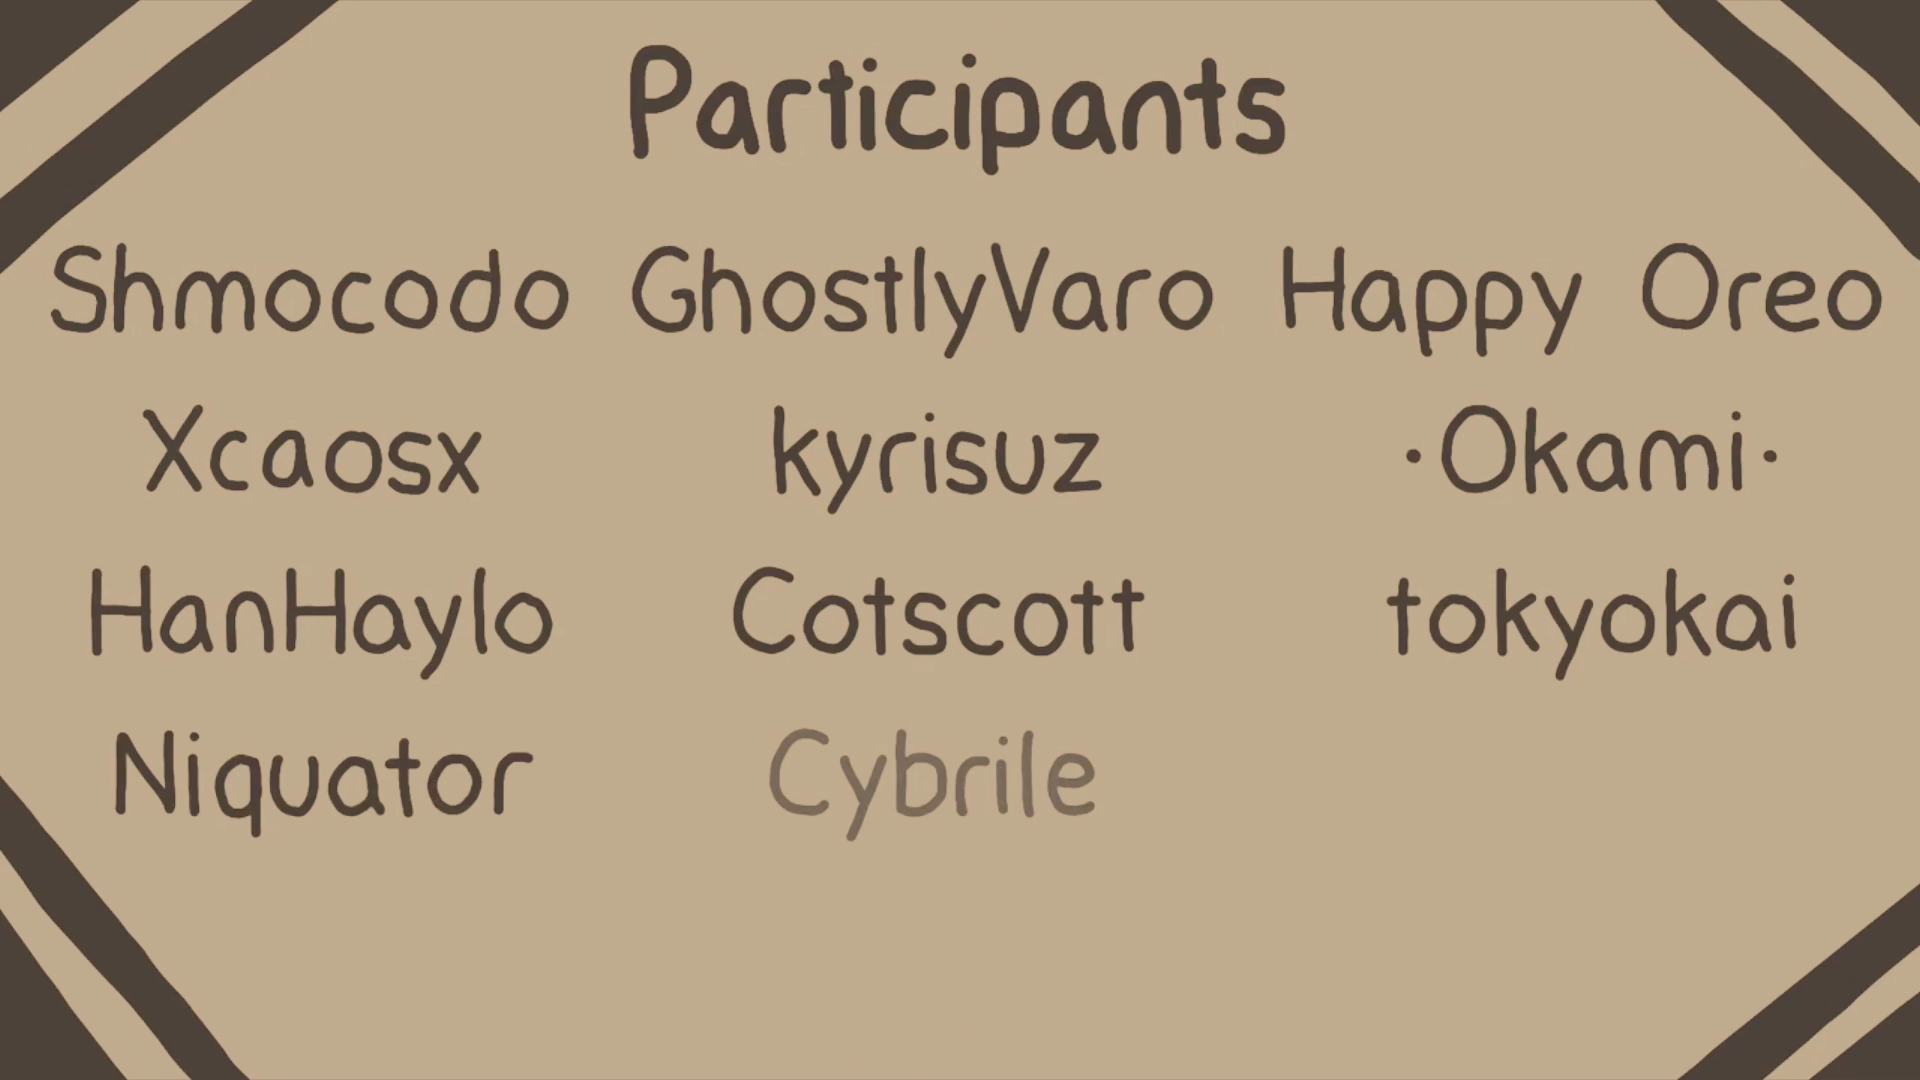 Participants
Shmocodo GhostlyVaro Happy Oreo
Xcaosx kyrisuz ·Okami·
HanHaylo Cotscott tokyokai
Niquator Cybrile